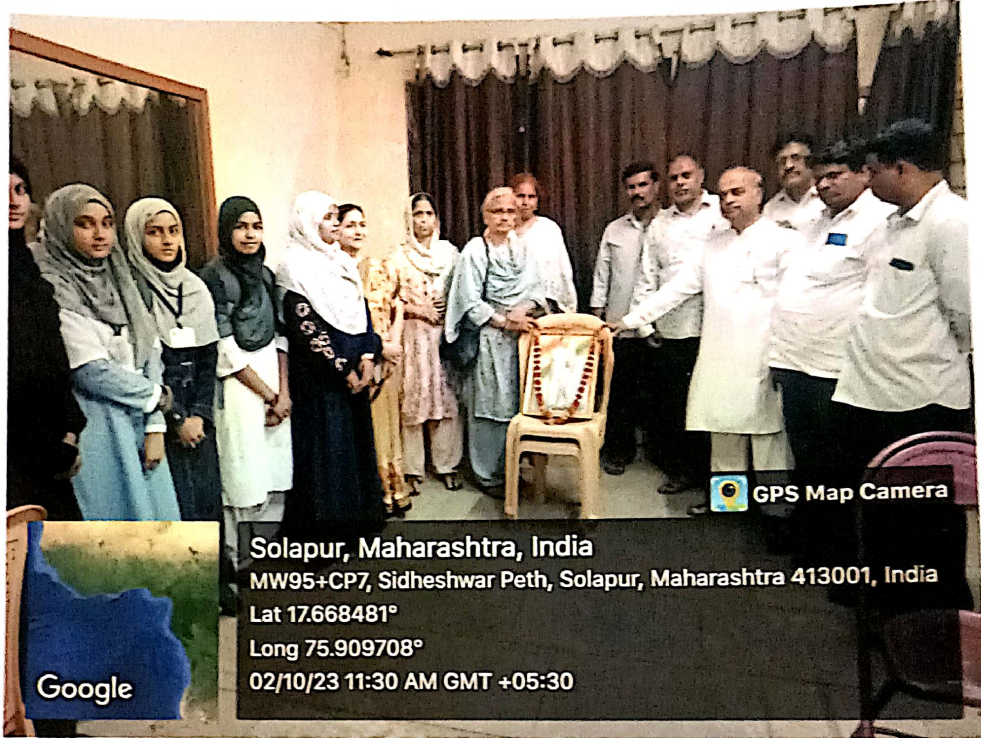 GPS Map Camera
Solapur, Maharashtra, India
MW95+CP7, Sidheshwar Peth, Solapur, Maharashtra 413001, India
Lat 17.668481°
Long 75.909708°
02/10/23 11:30 AM GMT +05:30
Google